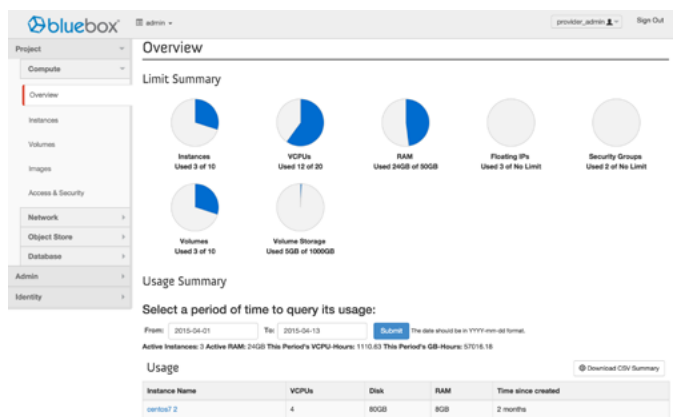 bluebox
admin
provider_admin
Sign Out
Project
Compute
Overview
Instances
Volumes
Images
Access & Security
Network
Object Store
Database
Admin
Identity
Overview
Limit Summary
Instances
Used 3 of 10
VCPUs
Used 12 of 20
RAM
Used 24GB of 50GB
Floating IPs
Used 3 of No Limit
Security Groups
Used 2 of No Limit
Volumes
Used 3 of 10
Volume Storage
Used 5GB of 1000GB
Usage Summary
Select a period of time to query its usage:
From: 2015-04-01 To: 2015-04-13 Submit The date should be in YYYY-mm-dd format.
Active Instances: 3 Active RAM: 24GB This Period's VCPU-Hours: 1110.63 This Period's GB-Hours: 57016.16
Usage
Download CSV Summary
Instance Name VCPUs Disk RAM Time since created
centos7 2 4 80GB 8GB 2 months